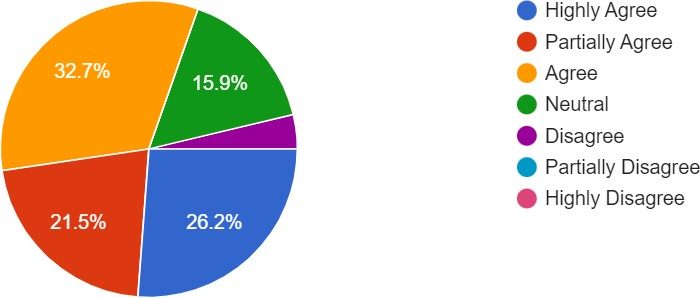 32.7%
15.9%
21.5%
26.2%
Highly Agree
Partially Agree
Agree
Neutral
Disagree
Partially Disagree
Highly Disagree